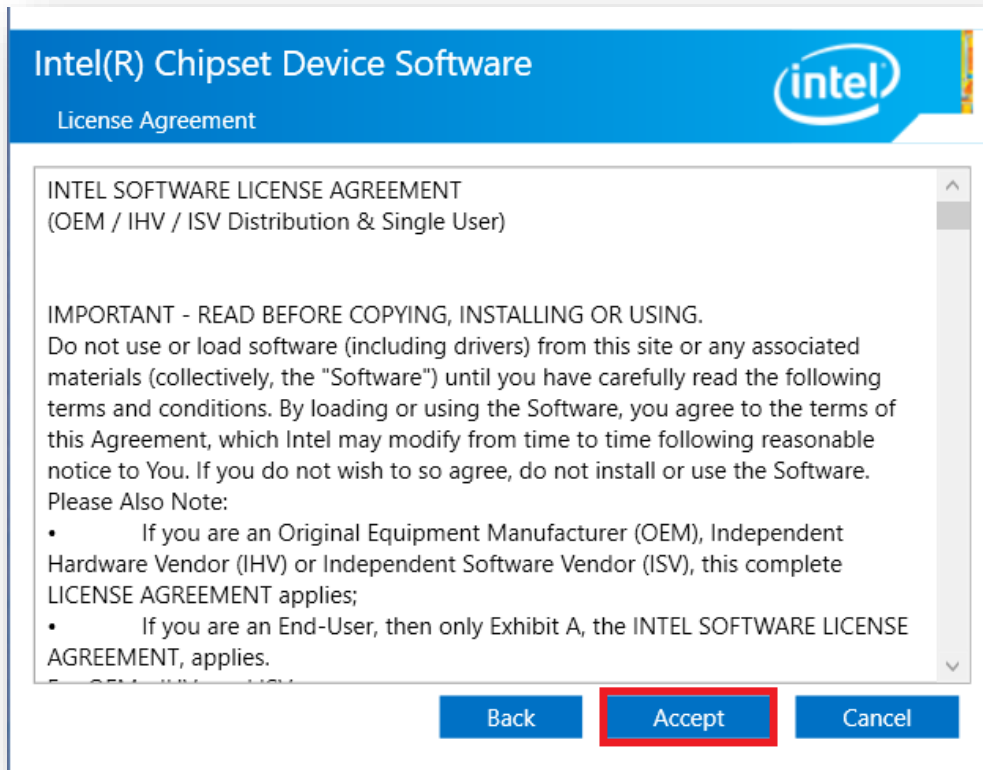 Intel(R) Chipset Device Software
intel
License Agreement
INTEL SOFTWARE LICENSE AGREEMENT
(OEM / IHV / ISV Distribution & Single User)
IMPORTANT - READ BEFORE COPYING, INSTALLING OR USING.
Do not use or load software (including drivers) from this site or any associated
materials (collectively, the "Software") until you have carefully read the following
terms and conditions. By loading or using the Software, you agree to the terms of
this Agreement, which Intel may modify from time to time following reasonable
notice to You. If you do not wish to so agree, do not install or use the Software.
Please Also Note:
• If you are an Original Equipment Manufacturer (OEM), Independent
Hardware Vendor (IHV) or Independent Software Vendor (ISV), this complete
LICENSE AGREEMENT applies;
• If you are an End-User, then only Exhibit A, the INTEL SOFTWARE LICENSE
AGREEMENT, applies.
Back Accept Cancel